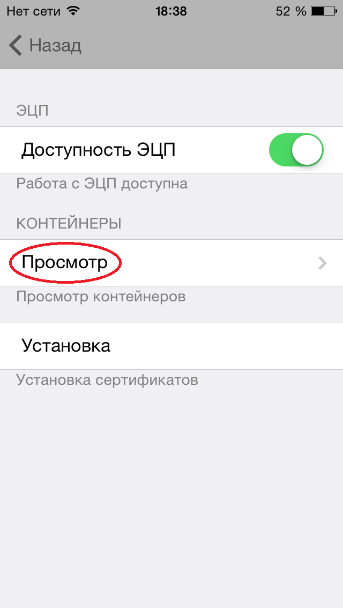 Нет сети 18:38 52 %
Назад
ЭЦП
Доступность ЭЦП
Работа с ЭЦП доступна
КОНТЕЙНЕРЫ
Просмотр
Просмотр контейнеров
Установка
Установка сертификатов